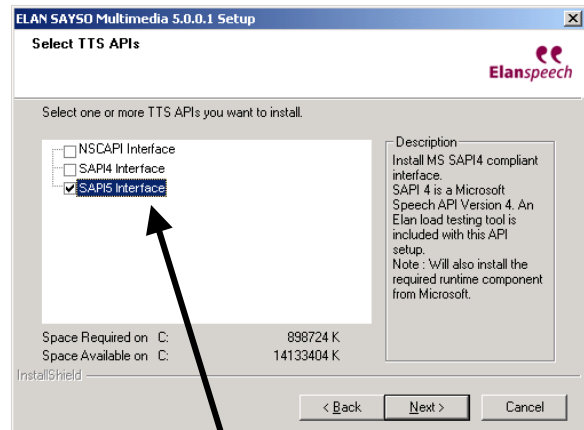 ELAN SAYSO Multimedia 5.0.0.1 Setup
Select TTS APIs
Elanspeech
Select one or more TTS APIs you want to install.
NSCAPI Interface
SAPI4 Interface
SAPI5 Interface
Description
Install MS SAPI4 compliant
interface.
SAPI 4 is a Microsoft
Speech API Version 4. An
Elan load testing tool is
included with this API
setup.
Note : Will also install the
required runtime component
from Microsoft.
Space Required on C: 898724 K
Space Available on C: 14133404 K
InstallShield
< Back Next > Cancel